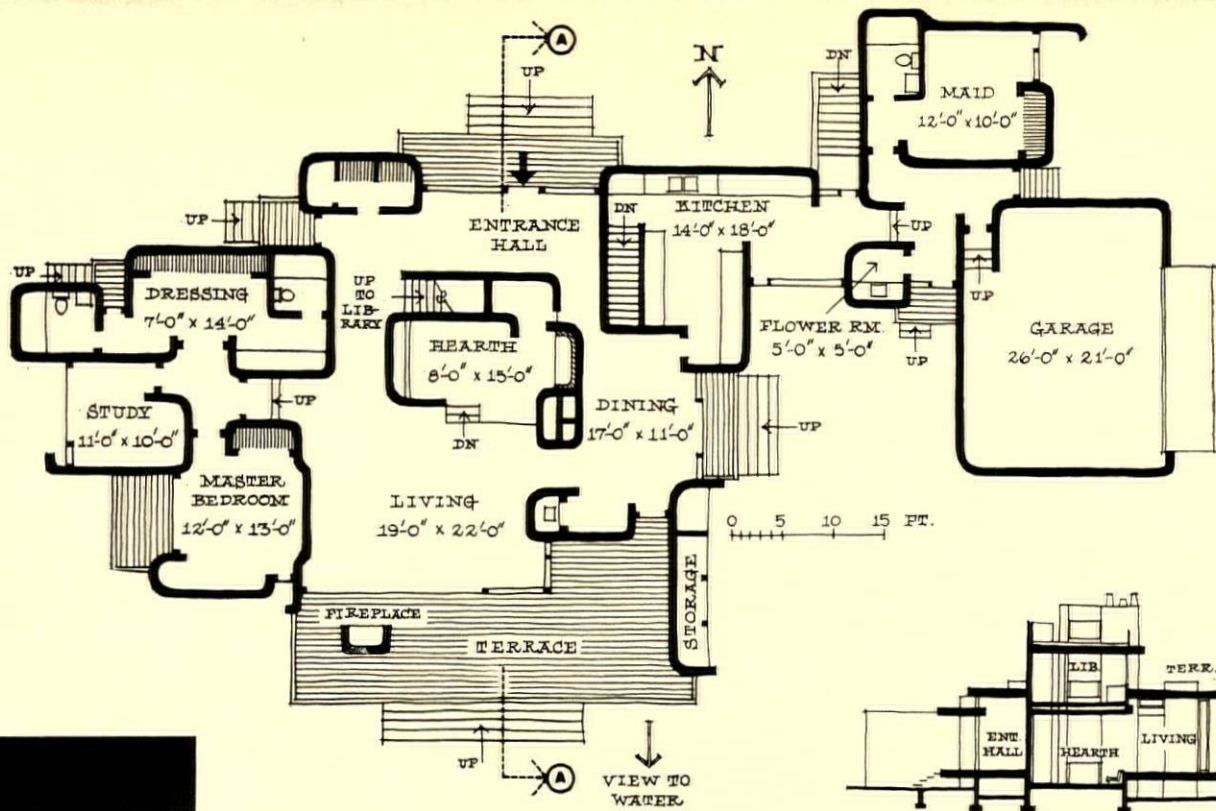 A
UP
N
DN
MAID
12'-0" x 10'-0"
UP
ENTRANCE
HALL
DN
KITCHEN
14'-0" x 18'-0"
UP
UP
DRESSING
7'-0" x 14'-0"
UP
TO
LIB-
RARY
UP
HEARTH
8'-0" x 15'-0"
FLOWER RM.
5'-0" x 5'-0"
UP
GARAGE
26'-0" x 21'-0"
STUDY
11'-0" x 10'-0"
UP
DN
DINING
17'-0" x 11'-0"
UP
MASTER
BEDROOM
12'-0" x 13'-0"
LIVING
19'-0" x 22'-0"
0 5 10 15 FT.
STORAGE
FIREPLACE
TERRACE
UP
A
VIEW TO
WATER
LIB.
TERR
ENT.
HALL
HEARTH
LIVING